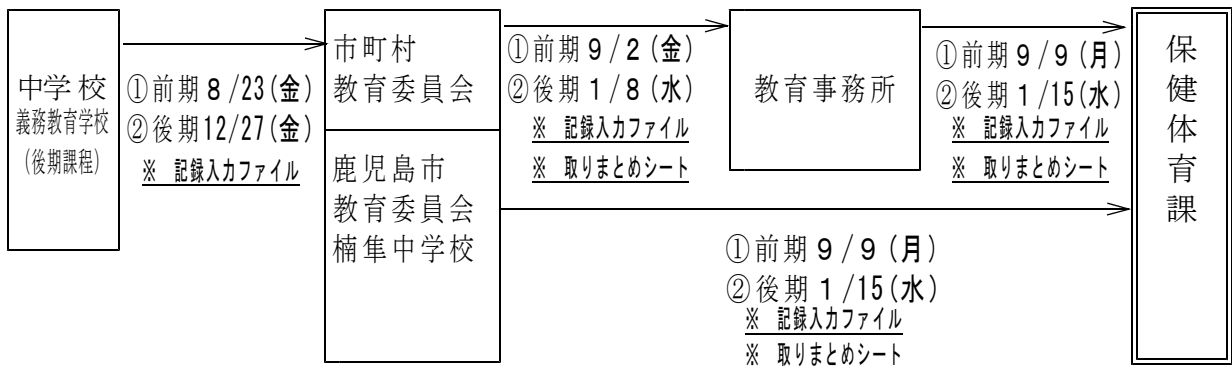 中学校
義務教育学校
(後期課程)
①前期8/23(金)
②後期12/27(金)
※ 記録入力ファイル
市町村
教育委員会
鹿児島市
教育委員会
楠隼中学校
①前期9/2(金)
②後期1/8(水)
※ 記録入力ファイル
※ 取りまとめシート
教育事務所
①前期9/9(月)
②後期1/15(水)
※ 記録入力ファイル
※ 取りまとめシート
①前期9/9(月)
②後期1/15(水)
※ 記録入力ファイル
※ 取りまとめシート
保健体育課